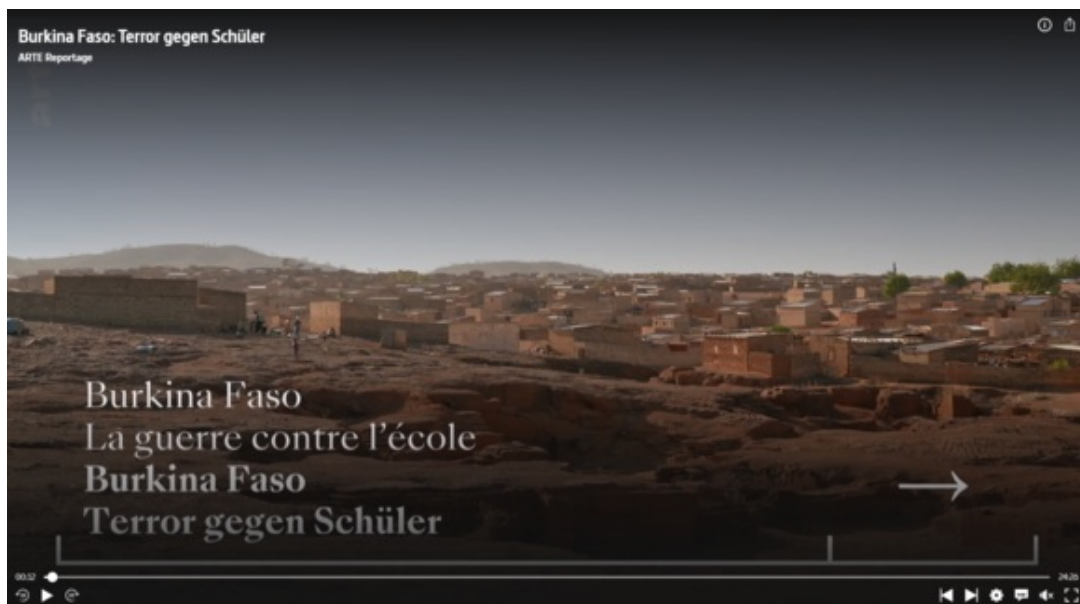 Burkina Faso: Terror gegen Schüler
ARTE Reportage
Burkina Faso
La guerre contre l'école
Burkina Faso
Terror gegen Schüler
00:12
24:26